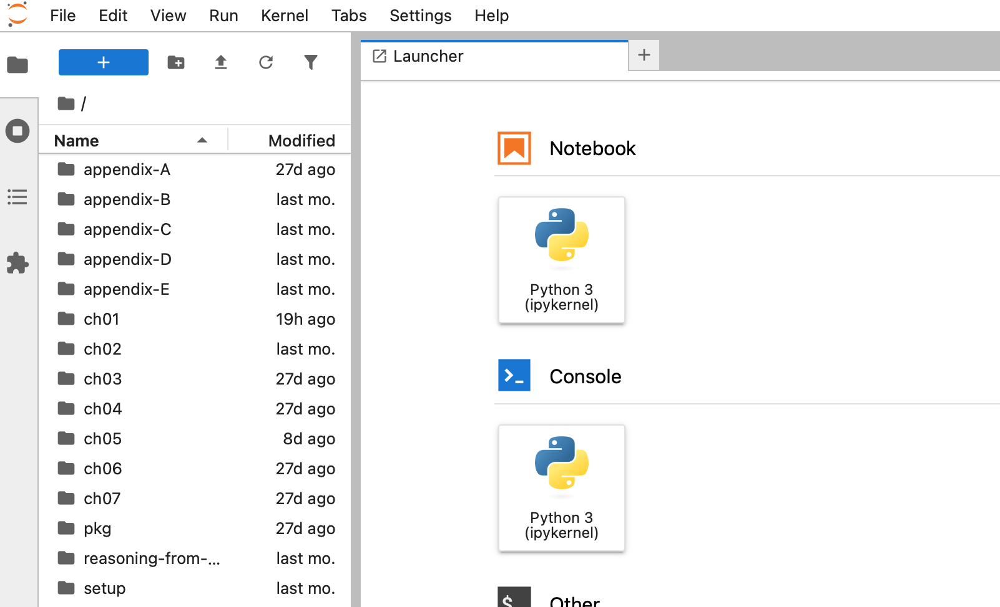 File Edit View Run Kernel Tabs Settings Help
+
/
Name Modified
appendix-A 27d ago
appendix-B last mo.
appendix-C last mo.
appendix-D last mo.
appendix-E last mo.
ch01 19h ago
ch02 last mo.
ch03 27d ago
ch04 27d ago
ch05 8d ago
ch06 27d ago
ch07 27d ago
pkg 27d ago
reasoning-from-... last mo.
setup last mo.
Launcher +
Notebook
Python 3
(ipykernel)
>_ Console
Python 3
(ipykernel)
$ Other